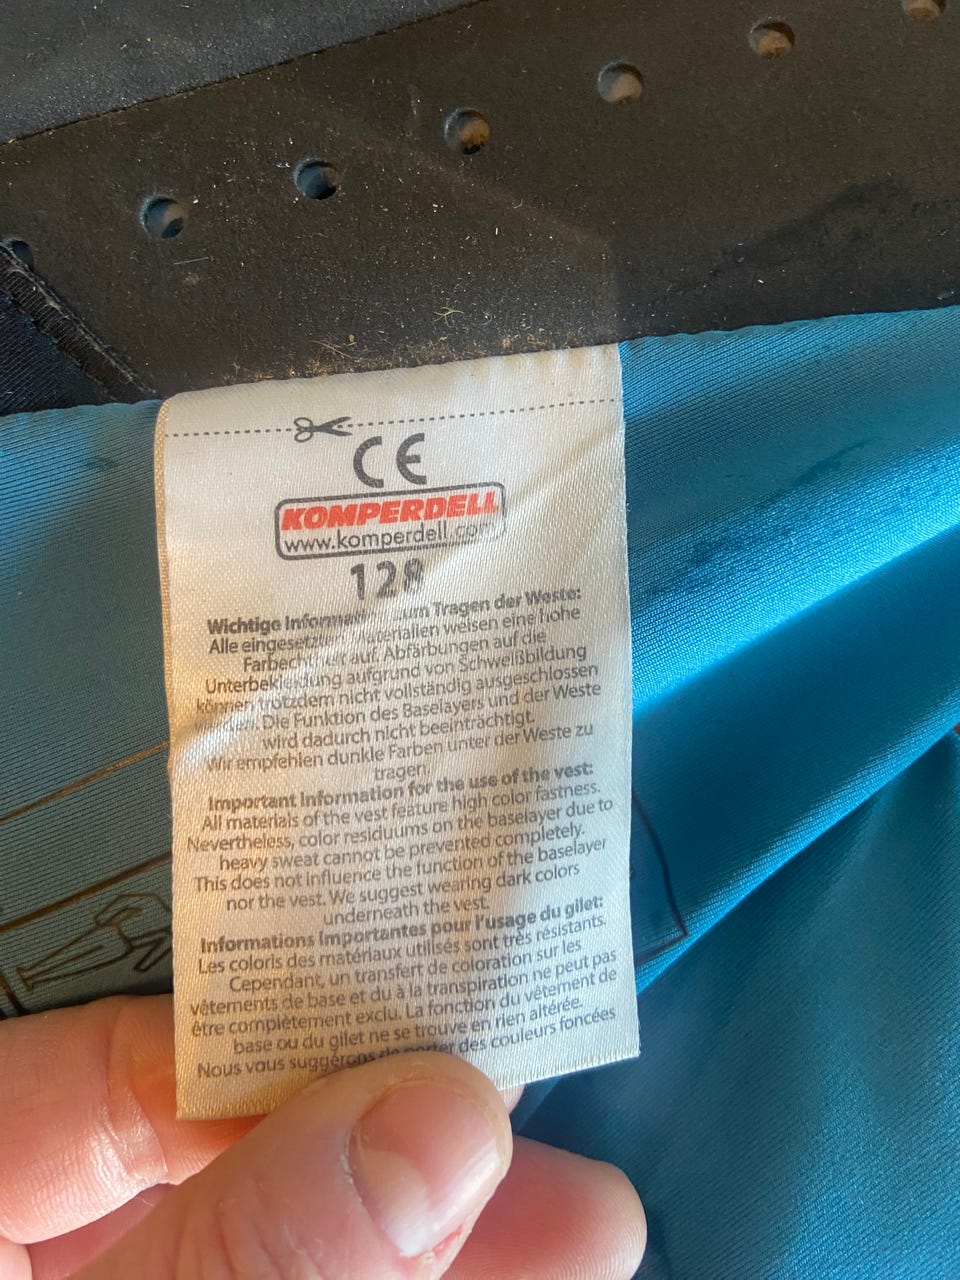 CE
KOMPERDELL
www.komperdell.com
128
Wichtige Informa um Tragen der Weste:
Alle eingesetzten Materialien weisen eine hohe
Farbechtheit auf. Abfärbungen auf die
Unterbekleidung aufgrund von Schweißbildung
können trotzdem nicht vollständig ausgeschlossen
Die Funktion des Baselayers und der Weste
wird dadurch nicht beeinträchtigt.
Wir empfehlen dunkle Farben unter der Weste zu
tragen.
Important information for the use of the vest:
All materials of the vest feature high color fastness.
Nevertheless, color residuums on the baselayer due to
heavy sweat cannot be prevented completely.
This does not influence the function of the baselayer
nor the vest. We suggest wearing dark colors
underneath the vest.
Informations importantes pour l'usage du gilet:
Les coloris des matériaux utilisés sont très résistants.
Cependant, un transfert de coloration sur les
vêtements de base et du à la transpiration ne peut pas
être complètement exclu. La fonction du vêtement de
base ou du gilet ne se trouve en rien altérée.
Nous vous suggérons de porter des couleurs foncées